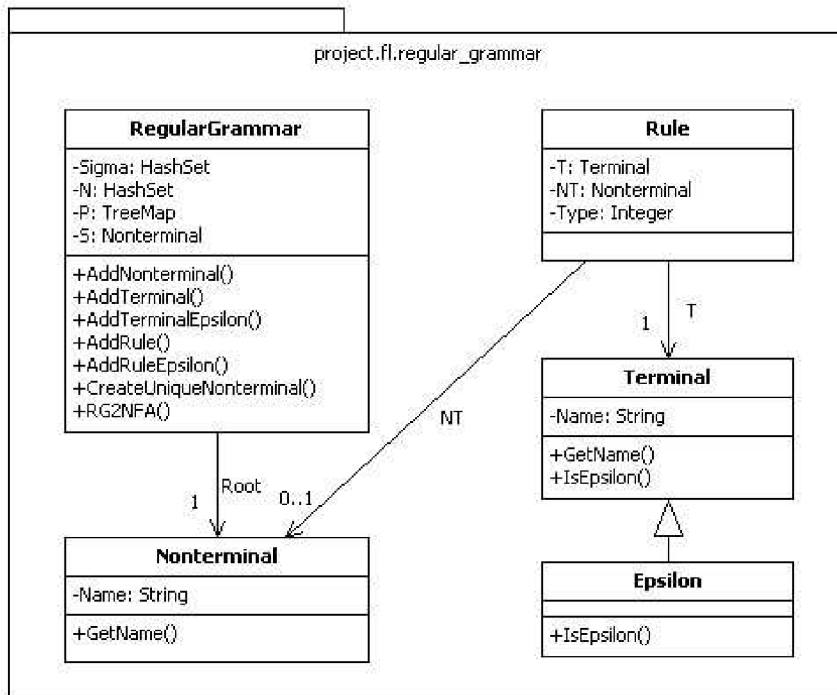 project.fl.regular_grammar
RegularGrammar
-Sigma: HashSet
-N: HashSet
-P: TreeMap
-S: Nonterminal
+AddNonterminal()
+AddTerminal()
+AddTerminalEpsilon()
+AddRule()
+AddRuleEpsilon()
+CreateUniqueNonterminal()
+RG2NFA()
Rule
-T: Terminal
-NT: Nonterminal
-Type: Integer
1
T
NT
Terminal
-Name: String
+GetName()
+IsEpsilon()
Root
1
0..1
Nonterminal
-Name: String
+GetName()
Epsilon
+IsEpsilon()